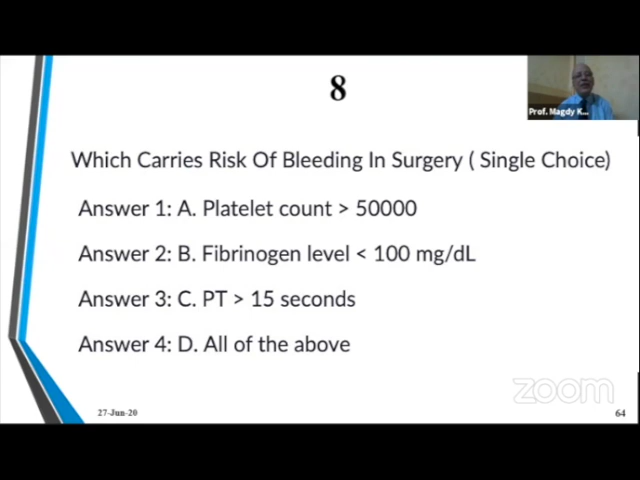 8
Prof. Magdy K...
Which Carries Risk Of Bleeding In Surgery ( Single Choice)
Answer 1: A. Platelet count > 50000
Answer 2: B. Fibrinogen level < 100 mg/dL
Answer 3: C. PT > 15 seconds
Answer 4: D. All of the above
zoom
27-Jun-20
64